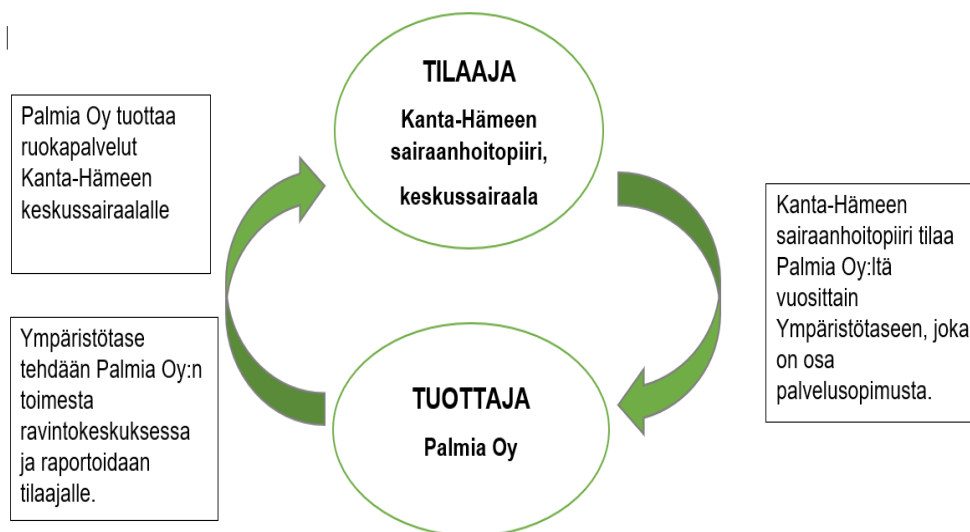 TILAAJA
Kanta-Hämeen
sairaanhoitopiiri,
keskussairaala
Palmia Oy tuottaa
ruokapalvelut
Kanta-Hämeen
keskussairaalalle
Kanta-Hämeen
sairaanhoitopiiri tilaa
Palmia Oy:ltä
vuosittain
Ympäristötaseen, joka
on osa
palvelusopimusta.
Ympäristötase
tehdään Palmia Oy:n
toimesta
ravintokeskuksessa
ja raportoidaan
tilaajalle.
TUOTTAJA
Palmia Oy